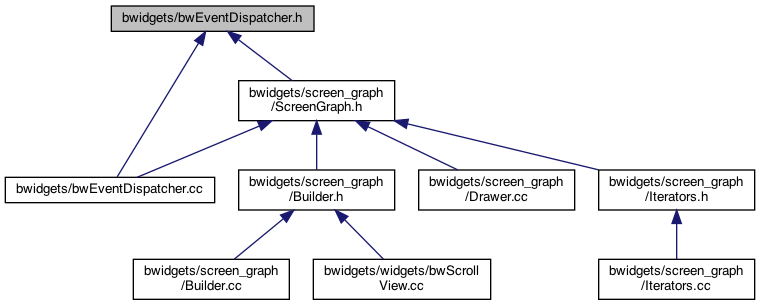 bwidgets/bwEventDispatcher.h
bwidgets/screen_graph
/ScreenGraph.h
bwidgets/bwEventDispatcher.cc
bwidgets/screen_graph
/Builder.h
bwidgets/screen_graph
/Drawer.cc
bwidgets/screen_graph
/Iterators.h
bwidgets/screen_graph
/Builder.cc
bwidgets/widgets/bwScroll
View.cc
bwidgets/screen_graph
/Iterators.cc